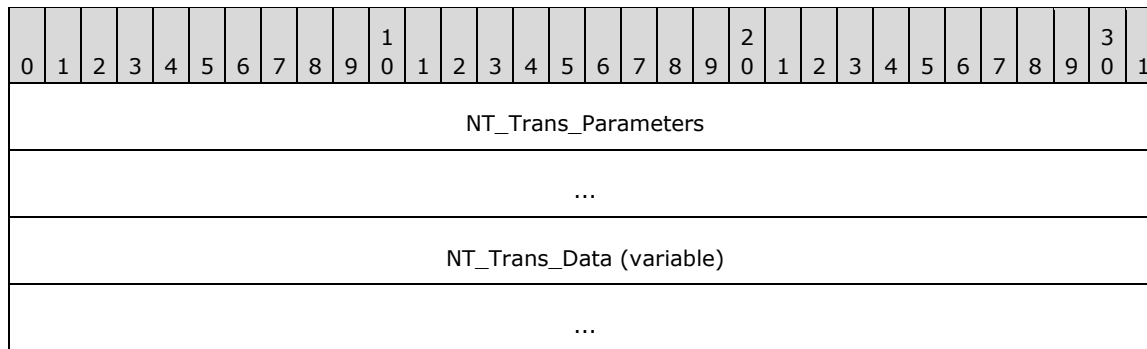 1 2 3
0 1 2 3 4 5 6 7 8 9 0 1 2 3 4 5 6 7 8 9 0 1 2 3 4 5 6 7 8 9 0 1
NT_Trans_Parameters
...
NT_Trans_Data (variable)
...